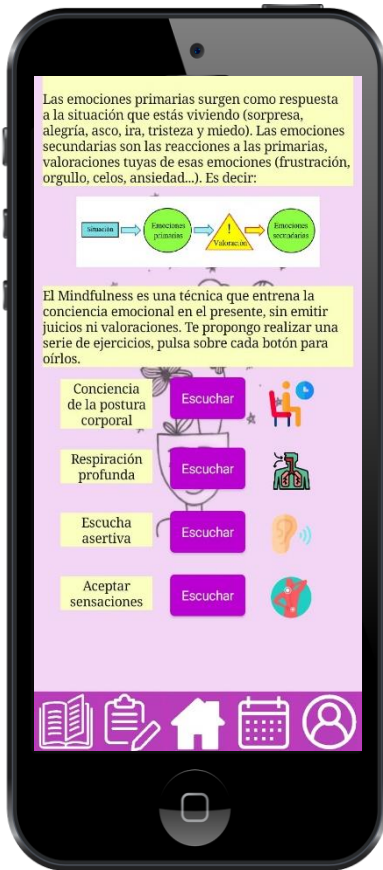 Las emociones primarias surgen como respuesta
a la situación que estás viviendo (sorpresa,
alegría, asco, ira, tristeza y miedo). Las emociones
secundarias son las reacciones a las primarias,
valoraciones tuyas de esas emociones (frustración,
orgullo, celos, ansiedad...). Es decir:
Situación
Emociones
primarias
!
Valoración
Emociones
secundarias
El Mindfulness es una técnica que entrena la
conciencia emocional en el presente, sin emitir
juicios ni valoraciones. Te propongo realizar una
serie de ejercicios, pulsa sobre cada botón para
oírlos.
Conciencia
de la postura
corporal
Escuchar
Respiración
profunda
Escuchar
Escucha
asertiva
Escuchar
Aceptar
sensaciones
Escuchar